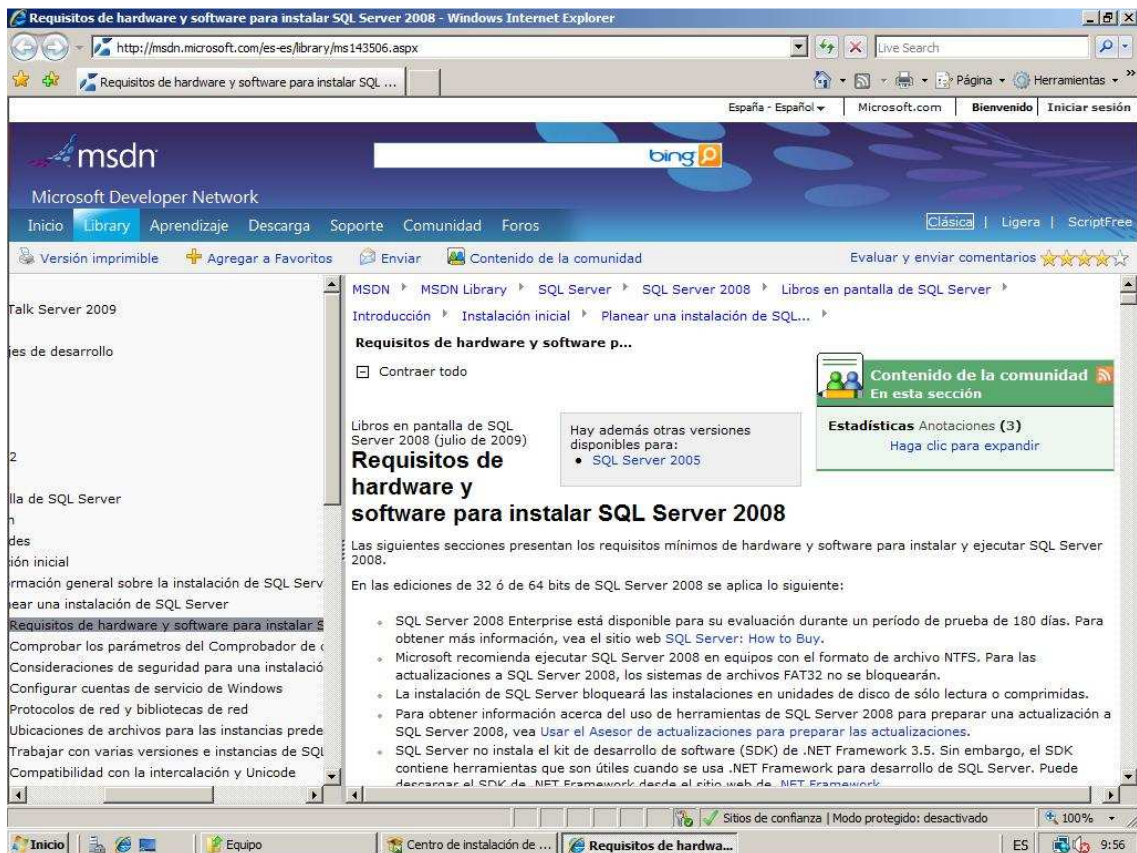 Requisitos de hardware y software para instalar SQL Server 2008 - Windows Internet Explorer
http://msdn.microsoft.com/es-es/library/ms143506.aspx
Live Search
Requisitos de hardware y software para instalar SQL ...
Página
Herramientas
España - Español
Microsoft.com
Bienvenido
Iniciar sesión
msdn
bing
Microsoft Developer Network
Inicio
Library
Aprendizaje
Descarga
Soporte
Comunidad
Foros
Clásica | Ligera | ScriptFree
Versión imprimible
Agregar a Favoritos
Enviar
Contenido de la comunidad
Evaluar y enviar comentarios
Talk Server 2009
jes de desarrollo
2
lla de SQL Server
n
des
ión inicial
rmación general sobre la instalación de SQL Serv
near una instalación de SQL Server
Requisitos de hardware y software para instalar S
Comprobar los parámetros del Comprobador de c
Consideraciones de seguridad para una instalació
Configurar cuentas de servicio de Windows
Protocolos de red y bibliotecas de red
Ubicaciones de archivos para las instancias prede
Trabajar con varias versiones e instancias de SQL
Compatibilidad con la intercalación y Unicode
MSDN MSDN Library SQL Server SQL Server 2008 Libros en pantalla de SQL Server
Introducción Instalación inicial Planear una instalación de SQL...
Requisitos de hardware y software p...
Contraer todo
Contenido de la comunidad
En esta sección
Estadísticas Anotaciones (3)
Haga clic para expandir
Libros en pantalla de SQL
Server 2008 (julio de 2009)
Hay además otras versiones
disponibles para:
• SQL Server 2005
Requisitos de
hardware y
software para instalar SQL Server 2008
Las siguientes secciones presentan los requisitos mínimos de hardware y software para instalar y ejecutar SQL Server
2008.
En las ediciones de 32 ó de 64 bits de SQL Server 2008 se aplica lo siguiente:
SQL Server 2008 Enterprise está disponible para su evaluación durante un período de prueba de 180 días. Para
obtener más información, vea el sitio web SQL Server: How to Buy.
Microsoft recomienda ejecutar SQL Server 2008 en equipos con el formato de archivo NTFS. Para las
actualizaciones a SQL Server 2008, los sistemas de archivos FAT32 no se bloquearán.
La instalación de SQL Server bloqueará las instalaciones en unidades de disco de sólo lectura o comprimidas.
Para obtener información acerca del uso de herramientas de SQL Server 2008 para preparar una actualización a
SQL Server 2008, vea Usar el Asesor de actualizaciones para preparar las actualizaciones.
SQL Server no instala el kit de desarrollo de software (SDK) de .NET Framework 3.5. Sin embargo, el SDK
contiene herramientas que son útiles cuando se usa .NET Framework para desarrollo de SQL Server. Puede
descargar el SDK de .NET Framework desde el sitio web de .NET Framework
Sitios de confianza | Modo protegido: desactivado
100%
Inicio
Equipo
Centro de instalación de ...
Requisitos de hardwa...
ES
9:56